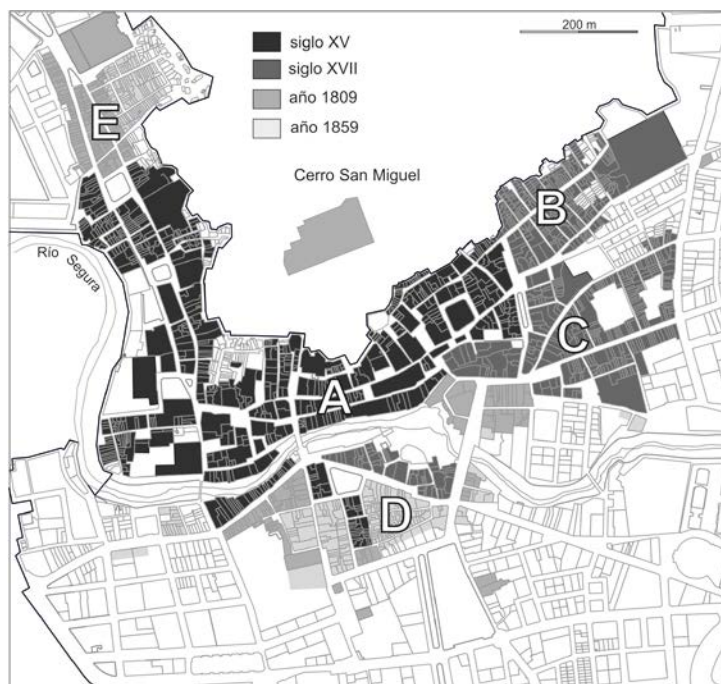 200 m
siglo XV
siglo XVII
año 1809
año 1859
E
Cerro San Miguel
B
Río Segura
C
A
D